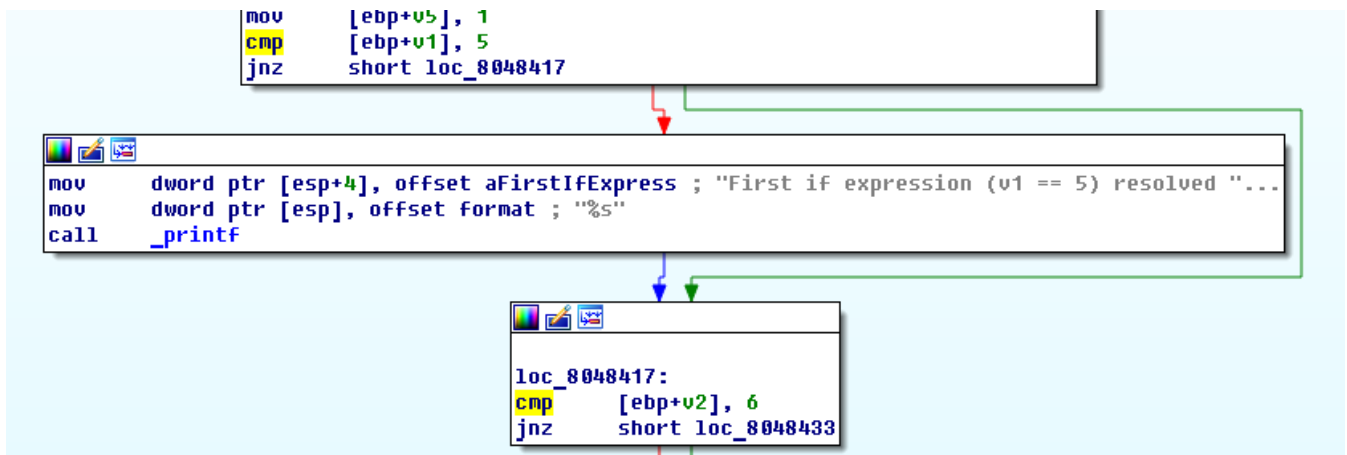 mov [ebp+v5], 1
cmp [ebp+v1], 5
jnz short loc_8048417
mov dword ptr [esp+4], offset aFirstIfExpress ; "First if expression (v1 == 5) resolved "...
mov dword ptr [esp], offset format ; "%s"
call _printf
loc_8048417:
cmp [ebp+v2], 6
jnz short loc_8048433